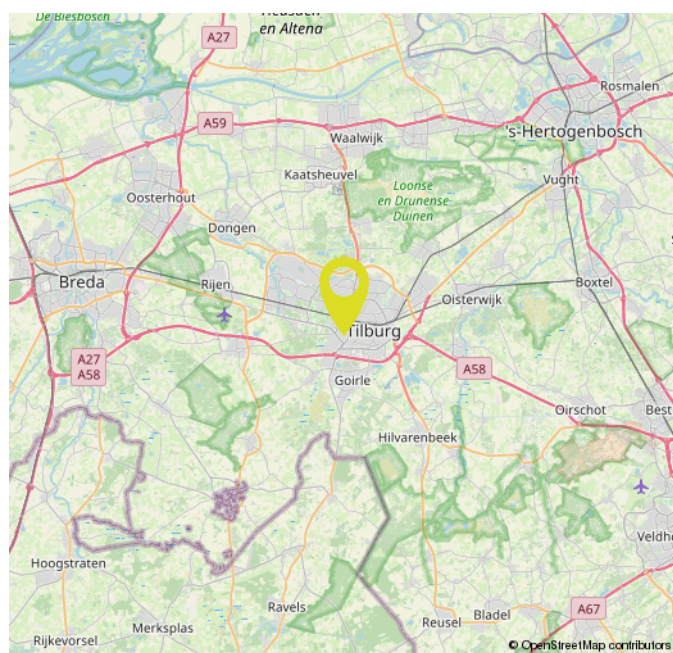 De Biesbosch
en Altena
A27
Rosmalen
A59
's-Hertogenbosch
Waalwijk
Kaatsheuvel
Loonse
en Drunense
Duinen
Vught
Oosterhout
Dongen
Breda
Rijen
Oisterwijk
Boxtel
Tilburg
A27
A58
Goirle
A58
Oirschot
Best
Hilvarenbeek
Veldh
Hoogstraten
Ravels
Bladel
A67
Reusel
Merksplas
Rijkevorsel
© OpenStreetMap contributors